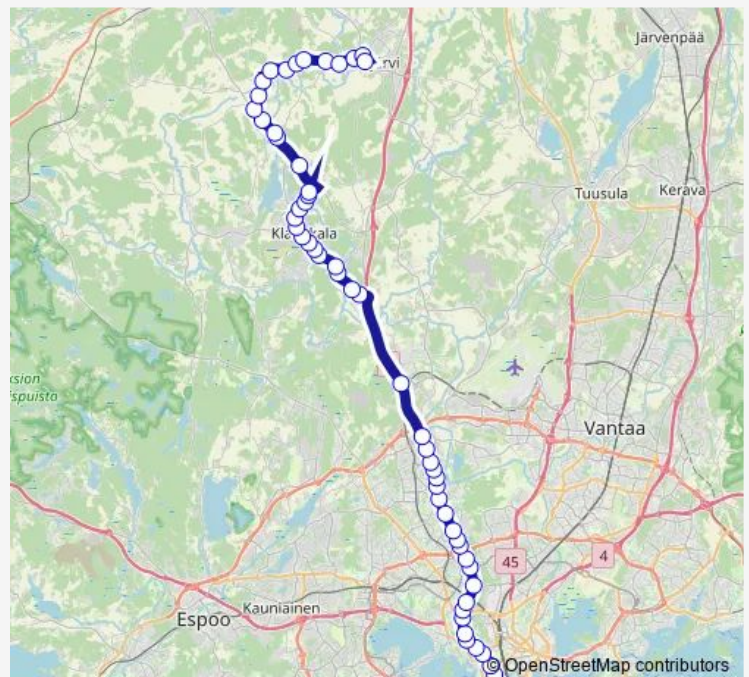 Järvenpää
Tuusula
Kerava
Vantaa
45
4
Kauniainen
Espoo
© OpenStreetMap contributors